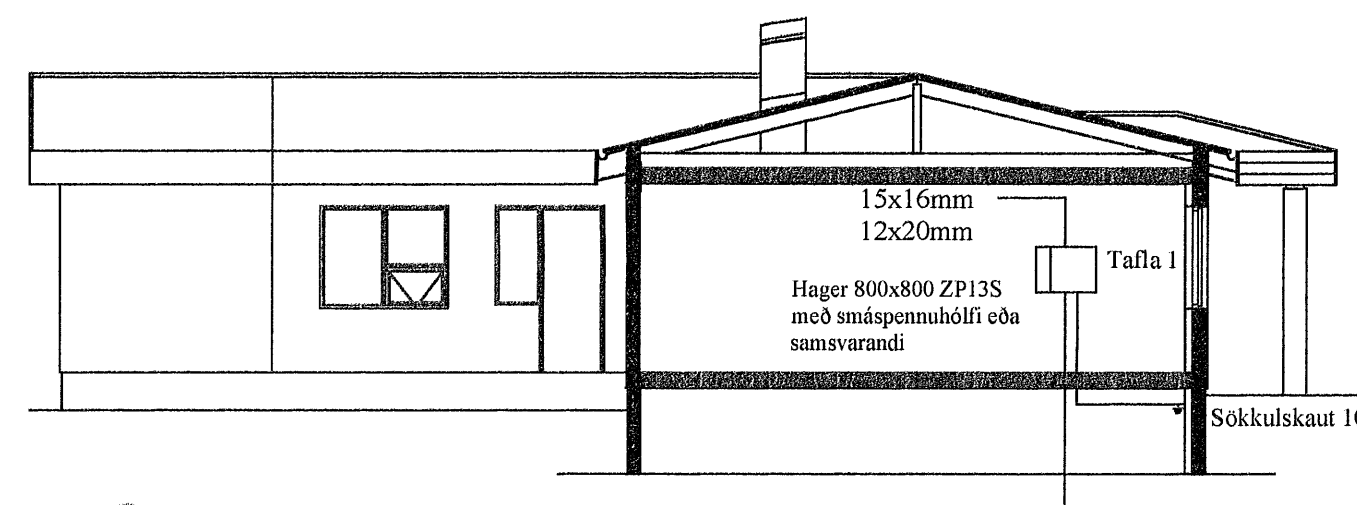 15x16mm
12x20mm
Tafla 1
Hager 800x800 ZP13S
með smáspennuhólfi eða
samsvarandi
Sökkulskaut